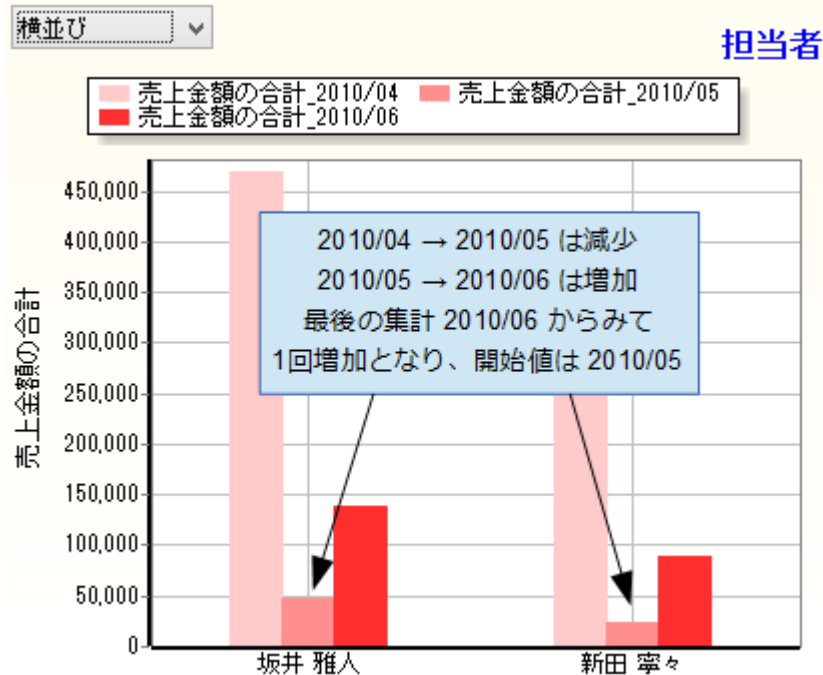 横並び
担当者
売上金額の合計_2010/04 売上金額の合計_2010/05
売上金額の合計_2010/06
売上金額の合計
450,000
400,000
350,000
300,000
250,000
200,000
150,000
100,000
50,000
0
2010/04 → 2010/05 は減少
2010/05 → 2010/06 は増加
最後の集計 2010/06 からみて
1回増加となり、開始値は 2010/05
坂井 雅人 新田 寧々